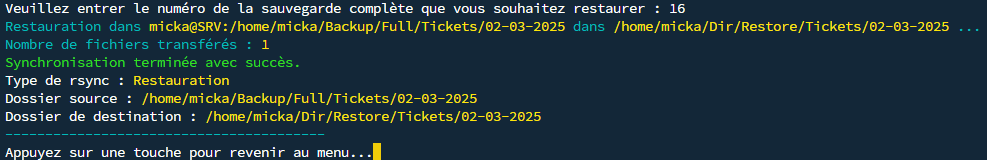 Veuillez entrer le numéro de la sauvegarde complète que vous souhaitez restaurer : 16
Restauration dans micka@SRV:/home/micka/Backup/Full/Tickets/02-03-2025 dans /home/micka/Dir/Restore/Tickets/02-03-2025 ...
Nombre de fichiers transférés : 1
Synchronisation terminée avec succès.
Type de rsync : Restauration
Dossier source : /home/micka/Backup/Full/Tickets/02-03-2025
Dossier de destination : /home/micka/Dir/Restore/Tickets/02-03-2025
----------------------------------------
Appuyez sur une touche pour revenir au menu...